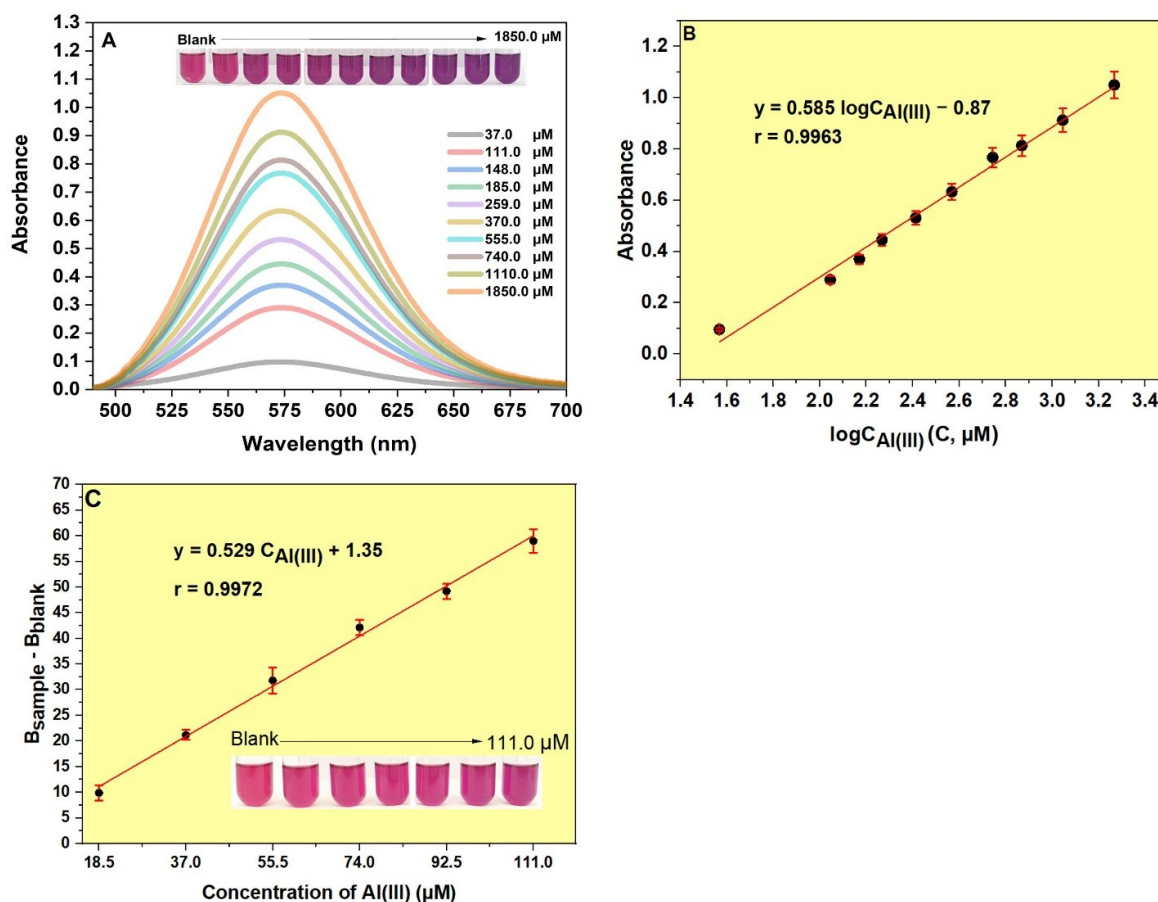 A
Blank
1850.0 µM
1.3
1.2
1.1
1.0
0.9
0.8
0.7
0.6
0.5
0.4
0.3
0.2
0.1
0.0
Absorbance
37.0 µM
111.0 µM
148.0 µM
185.0 µM
259.0 µM
370.0 µM
555.0 µM
740.0 µM
1110.0 µM
1850.0 µM
500 525 550 575 600 625 650 675 700
Wavelength (nm)
B
1.2
1.0
0.8
0.6
0.4
0.2
0.0
Absorbance
y = 0.585 logCAl(III) − 0.87
r = 0.9963
1.4 1.6 1.8 2.0 2.2 2.4 2.6 2.8 3.0 3.2 3.4
logCAl(III) (C, µM)
C
70
65
60
55
50
45
40
35
30
25
20
15
10
5
0
Bsample - Bblank
y = 0.529 CAl(III) + 1.35
r = 0.9972
Blank
111.0 µM
18.5 37.0 55.5 74.0 92.5 111.0
Concentration of Al(III) (µM)